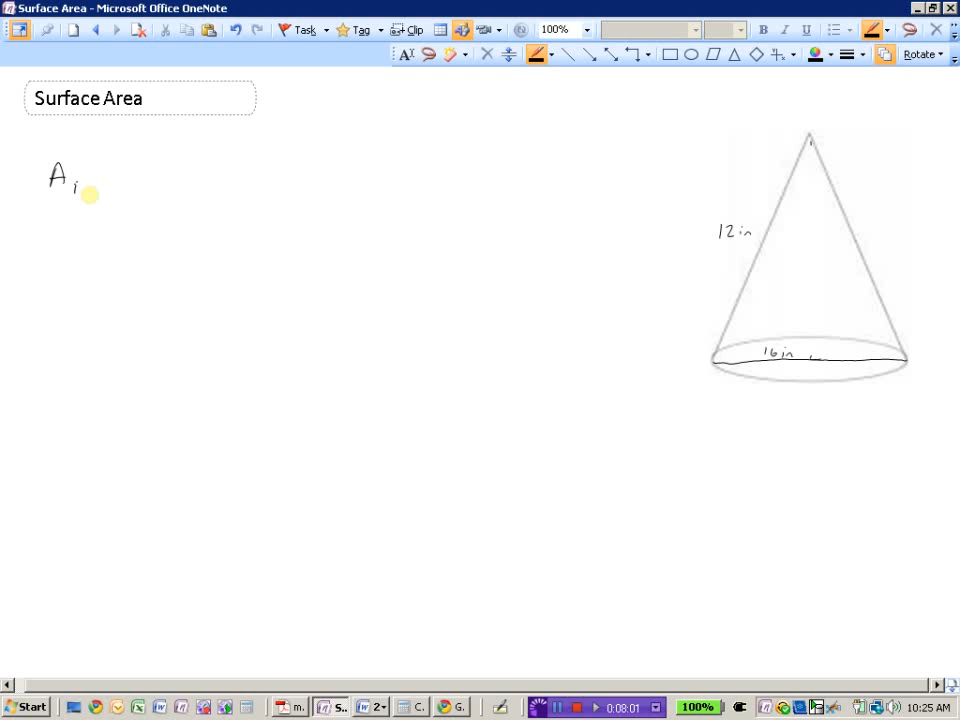 Surface Area - Microsoft Office OneNote
Task Tag Clip 100% B I U
A Rotate
Surface Area
A
12 in
16 in
Start m. S.. 2 C. G. 0:08:01 100% 10:25 AM